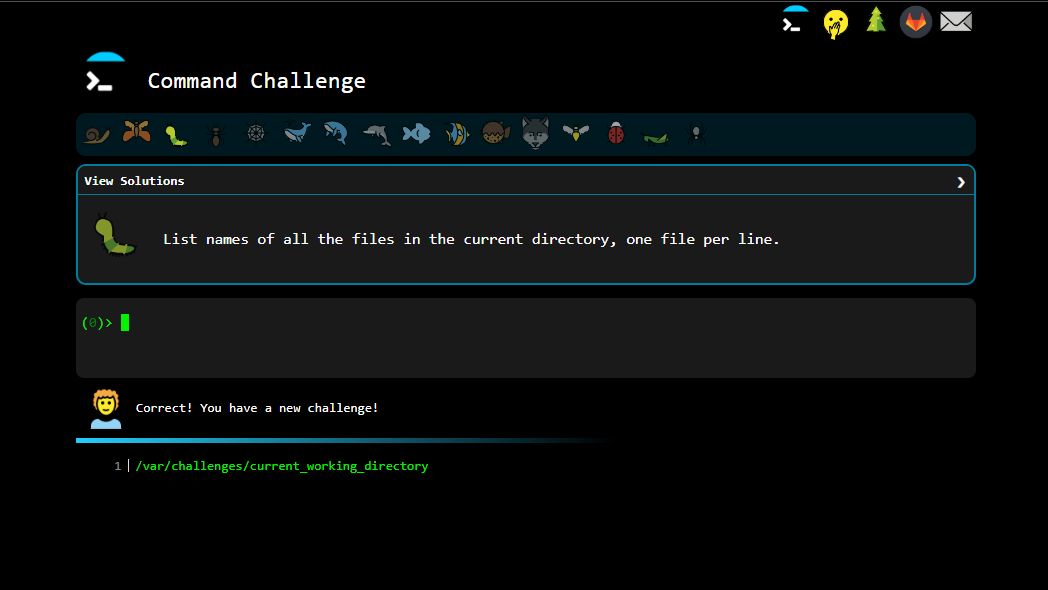 Command Challenge
View Solutions
List names of all the files in the current directory, one file per line.
(0)>
Correct! You have a new challenge!
1 /var/challenges/current_working_directory